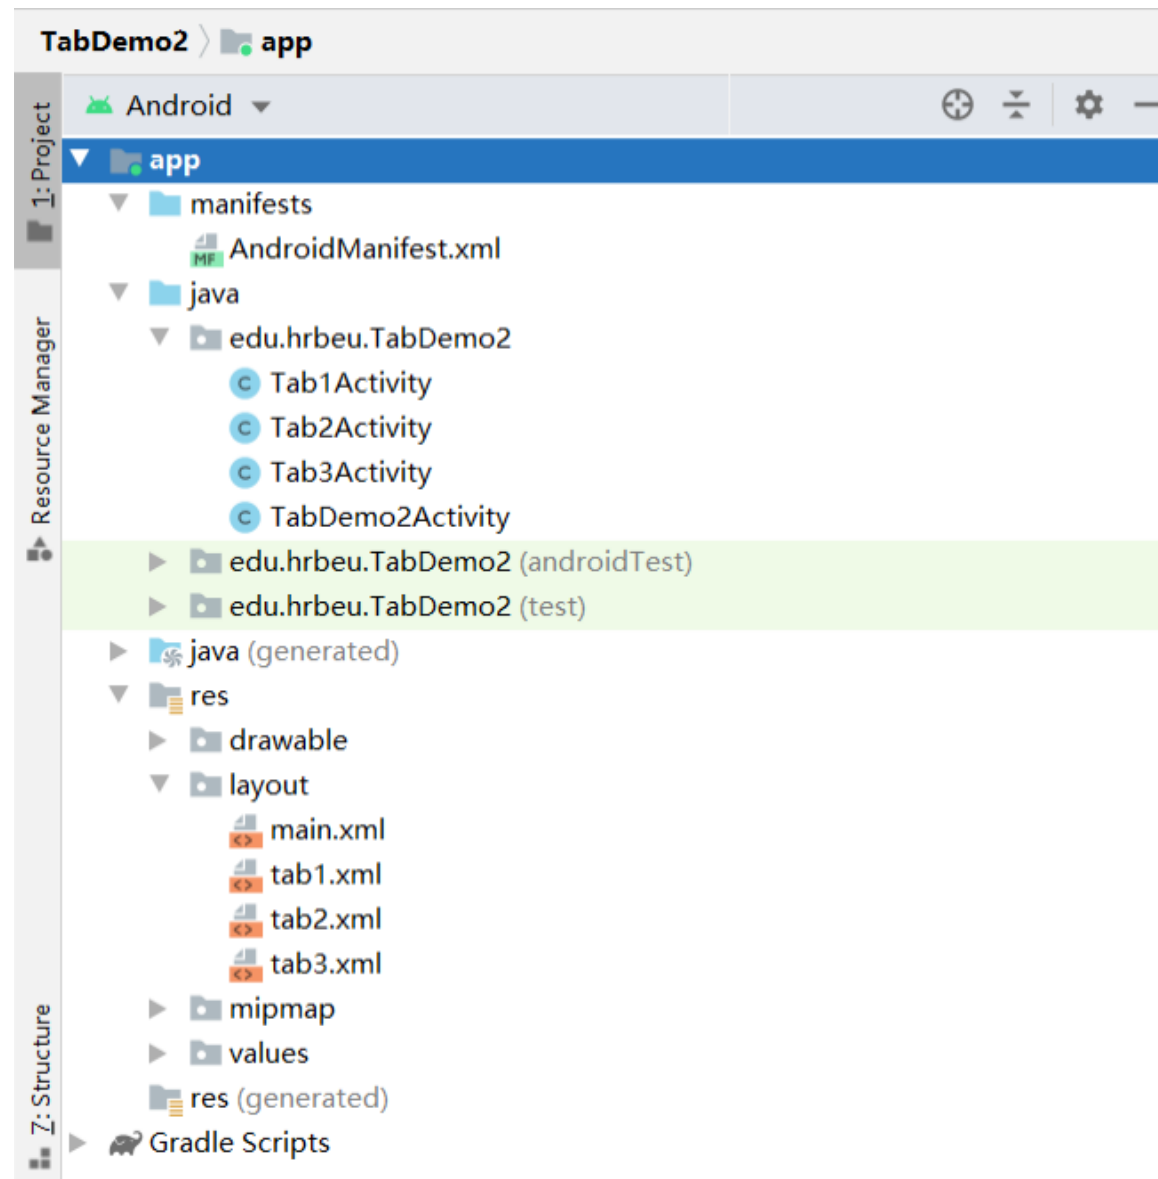 TabDemo2 app
Android
1: Project
app
manifests
MF AndroidManifest.xml
java
edu.hrbeu.TabDemo2
C Tab1Activity
C Tab2Activity
Resource Manager
C Tab3Activity
C TabDemo2Activity
edu.hrbeu.TabDemo2 (androidTest)
edu.hrbeu.TabDemo2 (test)
java (generated)
res
drawable
layout
<> main.xml
<> tab1.xml
<> tab2.xml
<> tab3.xml
mipmap
values
7: Structure
res (generated)
Gradle Scripts